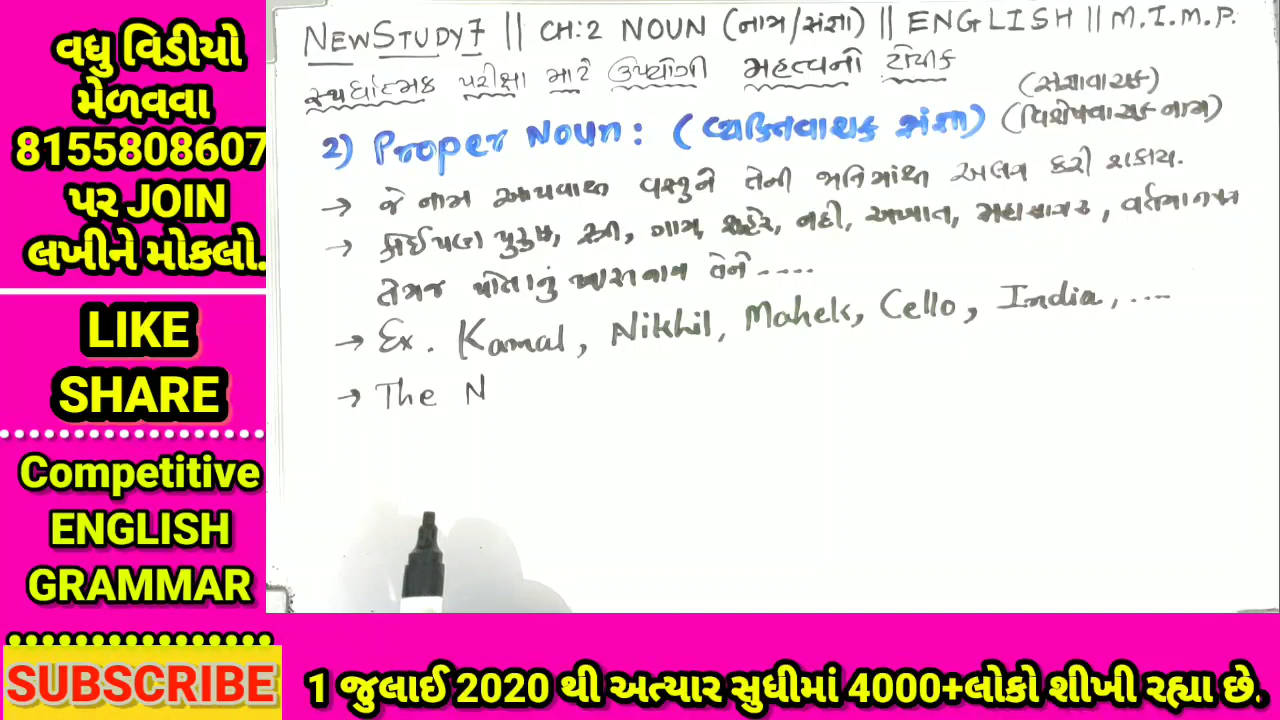 વધુ વિડીયો
મેળવવા
8155808607
પર JOIN
લખીને મોકલો.
LIKE
SHARE
Competitive
ENGLISH
GRAMMAR
SUBSCRIBE
NEWSTUDY7 || CH:2 NOUN (નામ/સંજ્ઞા) || ENGLISH || M.I.M.P.
સ્પર્ધાત્મક પરીક્ષા માટે ઉપયોગી મહત્વનો ટોપીક
(સંજ્ઞાવાચક)
2) Proper Noun: (વ્યક્તિવાચક સંજ્ઞા) (વિશેષવાચક નામ)
→ જે નામ આપવાથી વસ્તુને તેની જાતિમાંથી અલગ કરી શકાય.
→ કોઈપણ પુરુષ, સ્ત્રી, ગામ, શહેર, નદી, અખાત, મહાસાગર, વર્તમાનપત્ર
તેમજ પોતાનું ખાસ નામ તેને ----
→ Ex. Kamal, Nikhil, Mahek, Cello, India, ....
→ The N
1 જુલાઈ 2020 થી અત્યાર સુધીમાં 4000+લોકો શીખી રહ્યા છે.